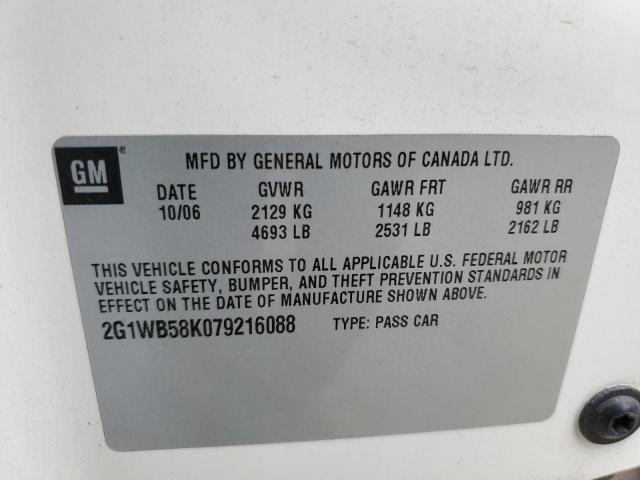 GM
®
MFD BY GENERAL MOTORS OF CANADA LTD.
DATE GVWR GAWR FRT GAWR RR
10/06 2129 KG 1148 KG 981 KG
4693 LB 2531 LB 2162 LB
THIS VEHICLE CONFORMS TO ALL APPLICABLE U.S. FEDERAL MOTOR
VEHICLE SAFETY, BUMPER, AND THEFT PREVENTION STANDARDS IN
EFFECT ON THE DATE OF MANUFACTURE SHOWN ABOVE.
2G1WB58K079216088 TYPE: PASS CAR